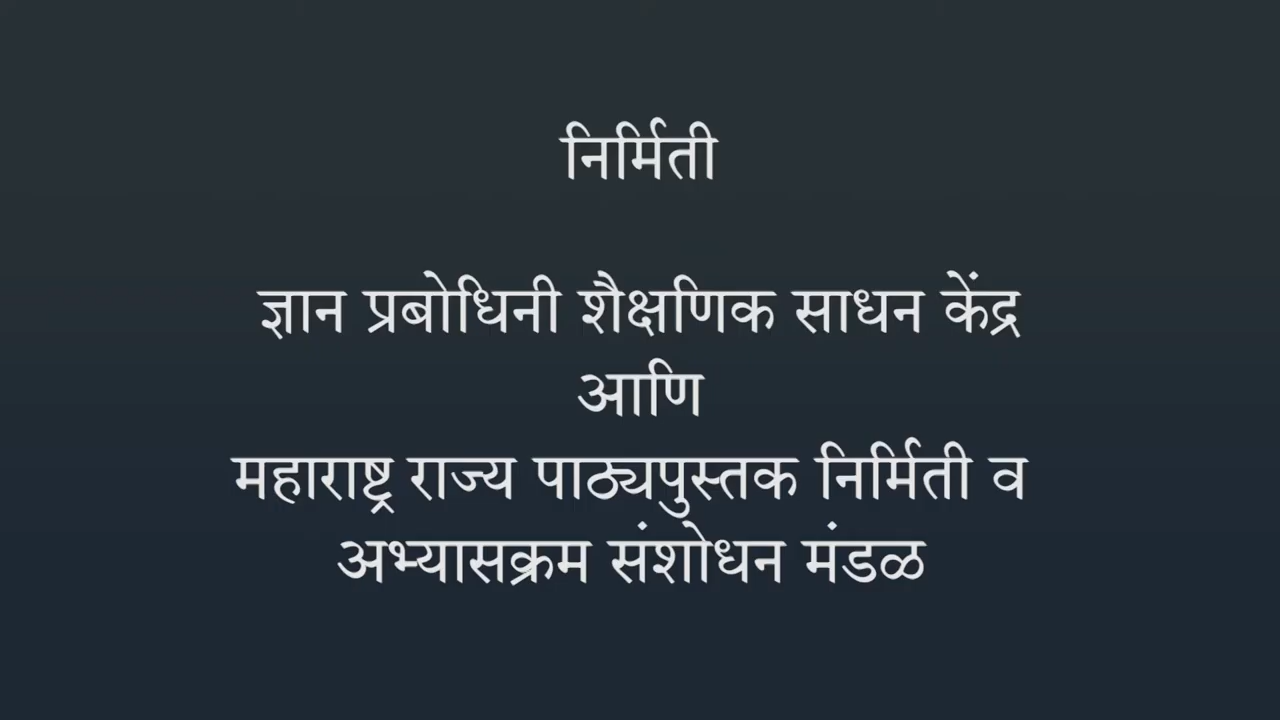 निर्मिती
ज्ञान प्रबोधिनी शैक्षणिक साधन केंद्र
आणि
महाराष्ट्र राज्य पाठ्यपुस्तक निर्मिती व
अभ्यासक्रम संशोधन मंडळ